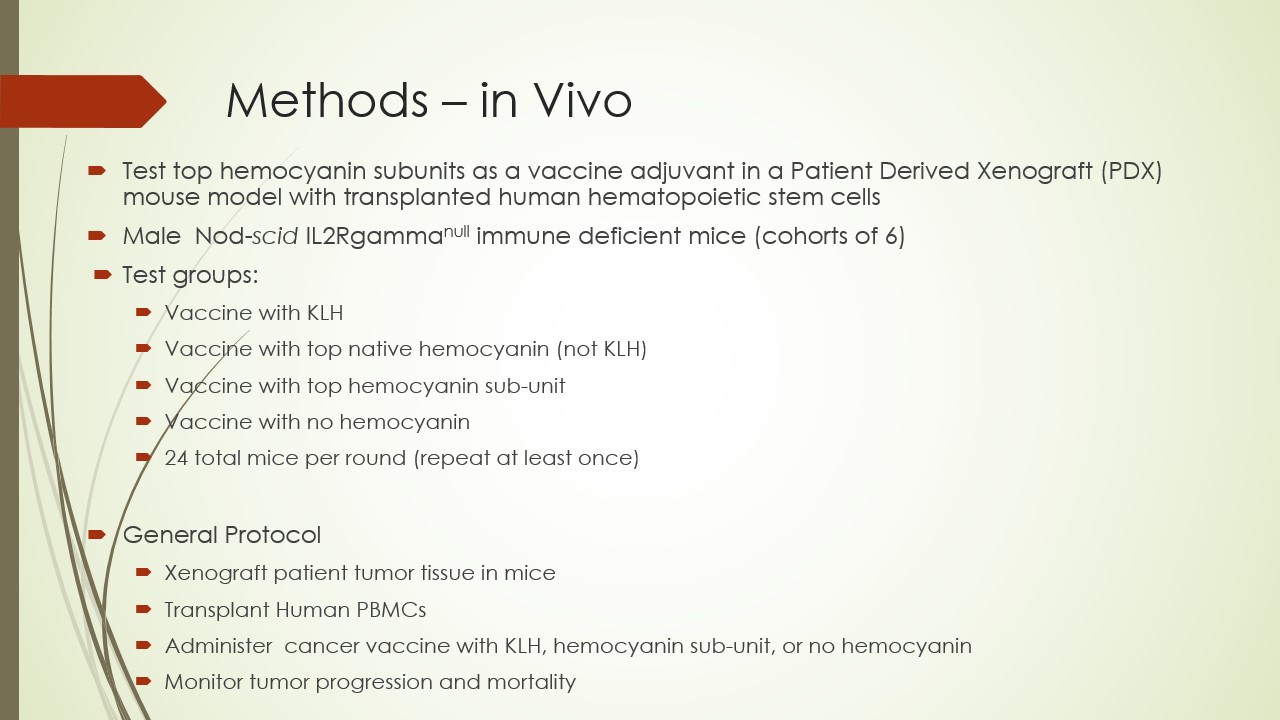 Methods – in Vivo
Test top hemocyanin subunits as a vaccine adjuvant in a Patient Derived Xenograft (PDX)
mouse model with transplanted human hematopoietic stem cells
Male  Nod-scid IL2Rgammanull immune deficient mice (cohorts of 6)
Test groups:
Vaccine with KLH
Vaccine with top native hemocyanin (not KLH)
Vaccine with top hemocyanin sub-unit
Vaccine with no hemocyanin
24 total mice per round (repeat at least once)
General Protocol
Xenograft patient tumor tissue in mice
Transplant Human PBMCs
Administer  cancer vaccine with KLH, hemocyanin sub-unit, or no hemocyanin
Monitor tumor progression and mortality